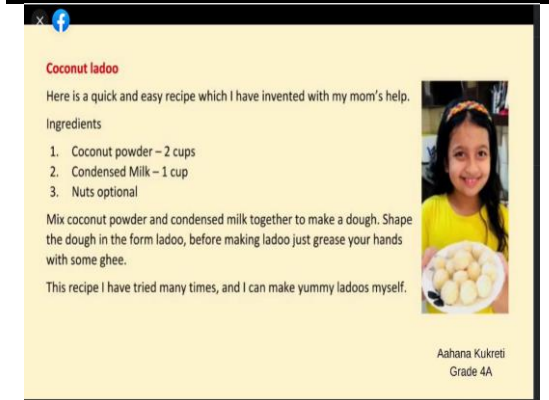 Coconut ladoo
Here is a quick and easy recipe which I have invented with my mom's help.
Ingredients
1. Coconut powder – 2 cups
2. Condensed Milk – 1 cup
3. Nuts optional
Mix coconut powder and condensed milk together to make a dough. Shape
the dough in the form ladoo, before making ladoo just grease your hands
with some ghee.
This recipe I have tried many times, and I can make yummy ladoos myself.
Aahana Kukreti
Grade 4A